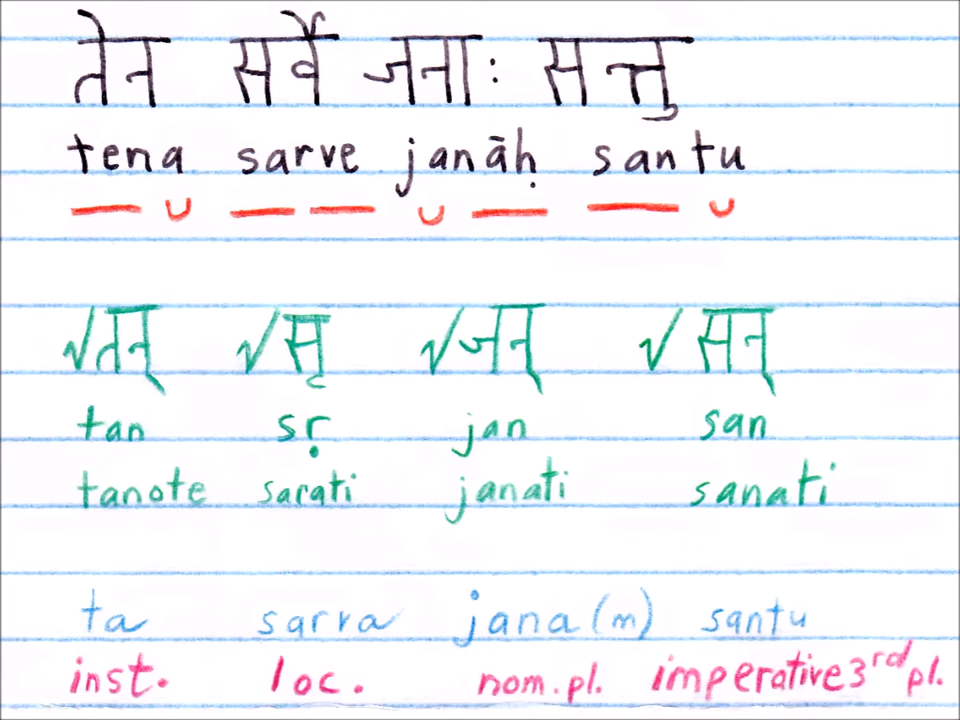 तेन सर्वे जनाः सन्तु
tena sarve janāḥ santu
√तन् √सृ √जन् √सन्
tan sṛ jan san
tanote sarati janati sanati
ta sarva jana (m) santu
inst. loc. nom. pl. imperative 3rd pl.